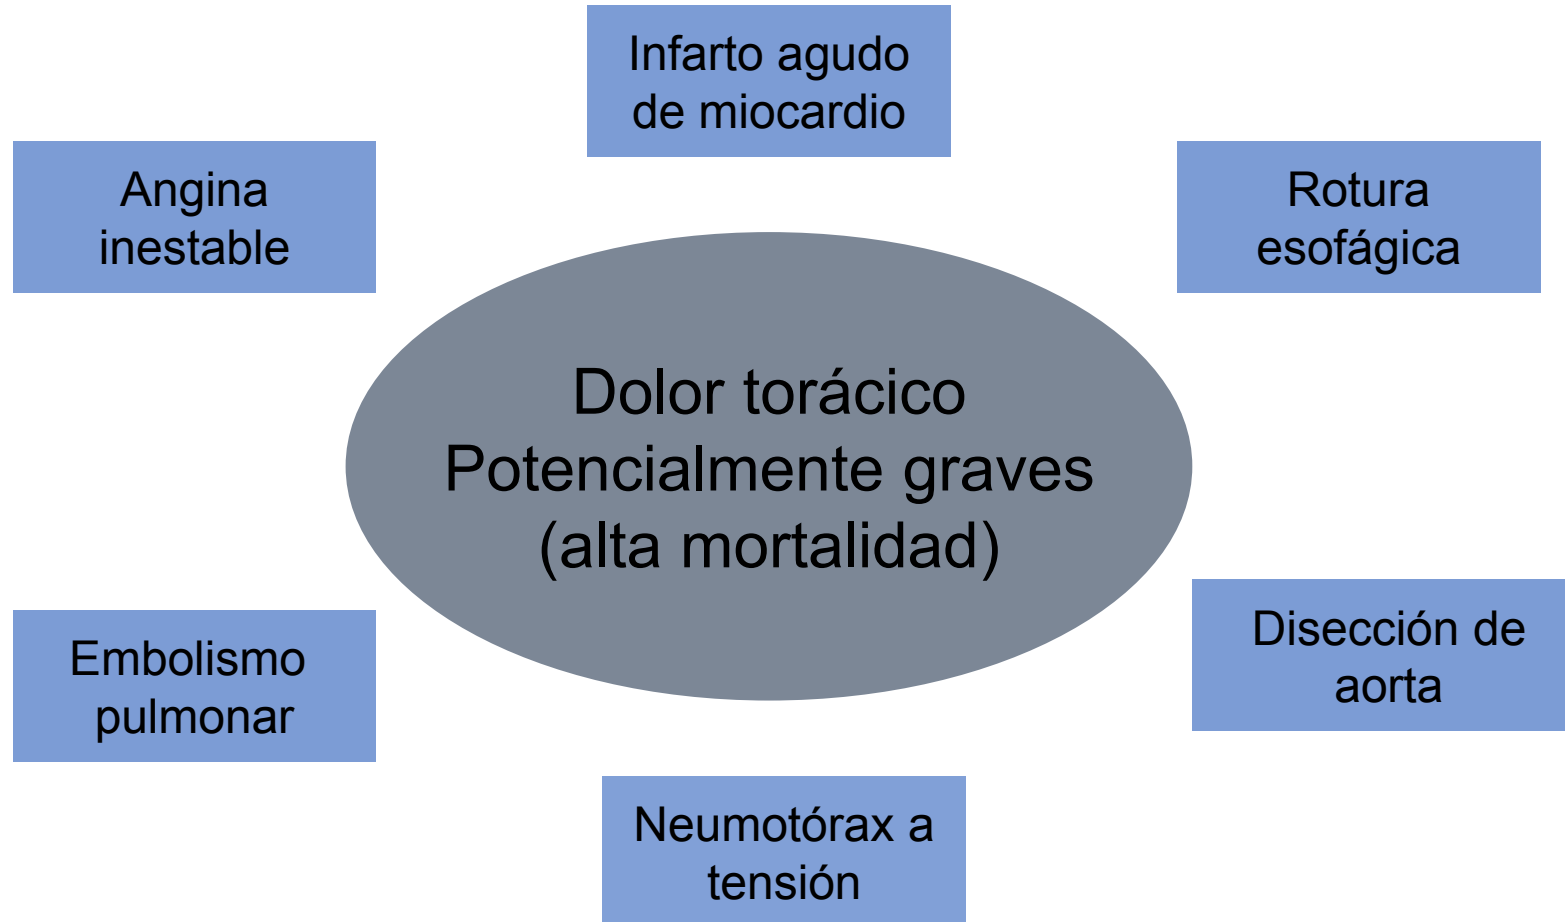 Infarto agudo
de miocardio
Angina
inestable
Rotura
esofágica
Dolor torácico
Potencialmente graves
(alta mortalidad)
Embolismo
pulmonar
Disección de
aorta
Neumotórax a
tensión